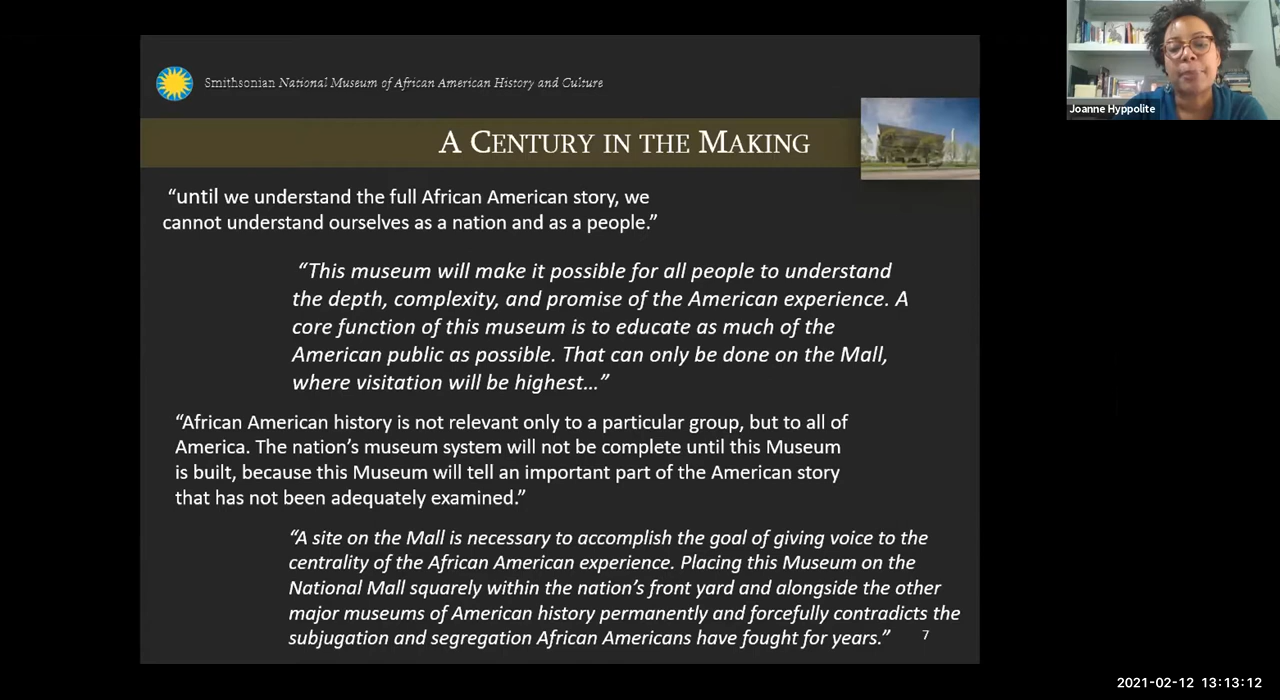 Smithsonian National Museum of African American History and Culture
A CENTURY IN THE MAKING
“until we understand the full African American story, we
cannot understand ourselves as a nation and as a people.”
“This museum will make it possible for all people to understand
the depth, complexity, and promise of the American experience. A
core function of this museum is to educate as much of the
American public as possible. That can only be done on the Mall,
where visitation will be highest…”
“African American history is not relevant only to a particular group, but to all of
America. The nation’s museum system will not be complete until this Museum
is built, because this Museum will tell an important part of the American story
that has not been adequately examined.”
“A site on the Mall is necessary to accomplish the goal of giving voice to the
centrality of the African American experience. Placing this Museum on the
National Mall squarely within the nation’s front yard and alongside the other
major museums of American history permanently and forcefully contradicts the
subjugation and segregation African Americans have fought for years.”
7
Joanne Hyppolite
2021-02-12 13:13:12